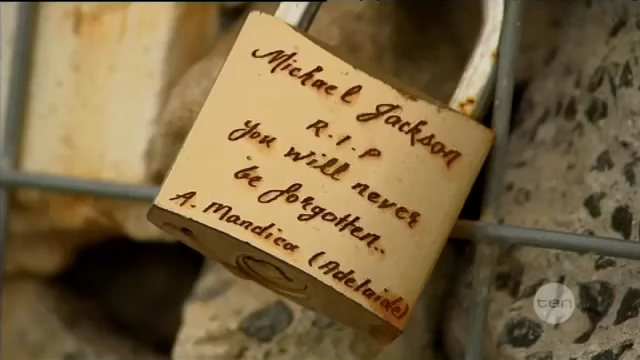 Michael Jackson
R.I.P
You will never
be forgotten..
A. Mandica (Adelaide)
ten